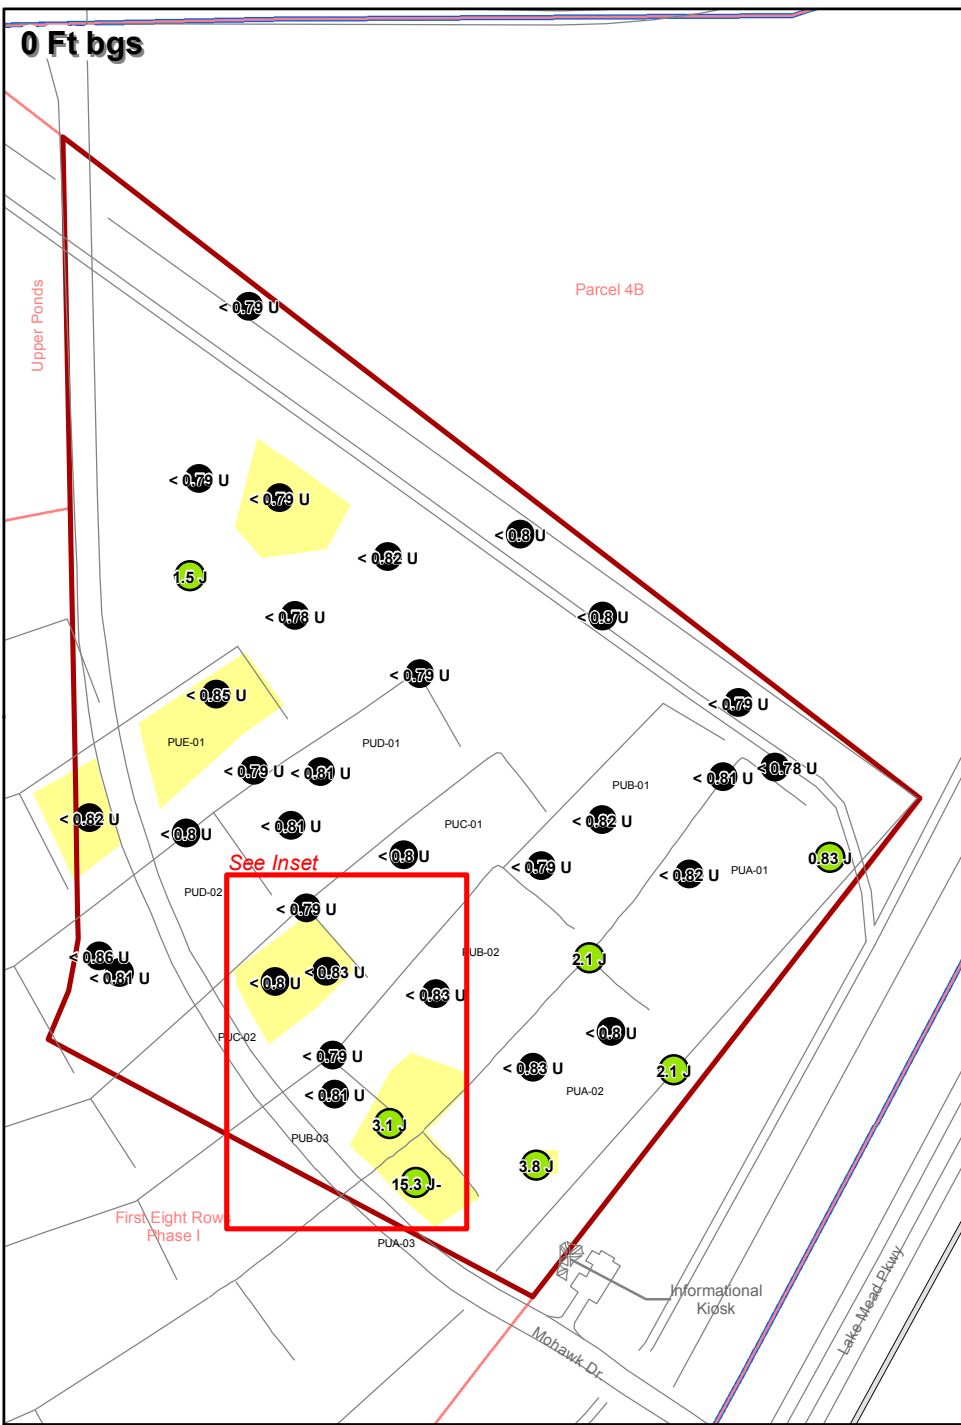 0 Ft bgs
Upper Ponds
Parcel 4B
< 0.79 U
< 0.79 U
< 0.79 U
< 0.8 U
< 0.82 U
1.5 J
< 0.78 U
< 0.8 U
< 0.79 U
< 0.85 U
< 0.79 U
PUE-01
PUD-01
< 0.79 U
< 0.81 U
< 0.81 U
< 0.78 U
PUB-01
< 0.82 U
< 0.8 U
< 0.81 U
PUC-01
< 0.82 U
< 0.8 U
< 0.79 U
0.83 J
See Inset
PUA-01
< 0.82 U
PUD-02
< 0.79 U
PUB-02
2.1 J
< 0.86 U
< 0.81 U
< 0.8 U
< 0.83 U
< 0.83 U
PUC-02
< 0.8 U
< 0.79 U
< 0.83 U
2.1 J
PUA-02
< 0.81 U
3.1 J
PUB-03
3.8 J
15.3 J-
First Eight Rows
Phase I
PUA-03
Informational
Kiosk
Mohawk Dr
Lake Mead Pkwy